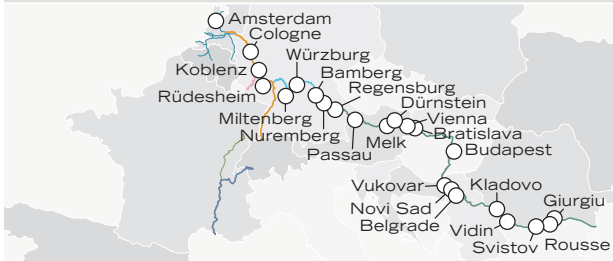 Amsterdam
Cologne
Koblenz
Rüdesheim
Würzburg
Bamberg
Regensburg
Miltenberg
Nuremberg
Dürnstein
Vienna
Bratislava
Passau
Melk
Budapest
Vukovar
Novi Sad
Belgrade
Kladovo
Giurgiu
Vidin
Svistov
Rousse